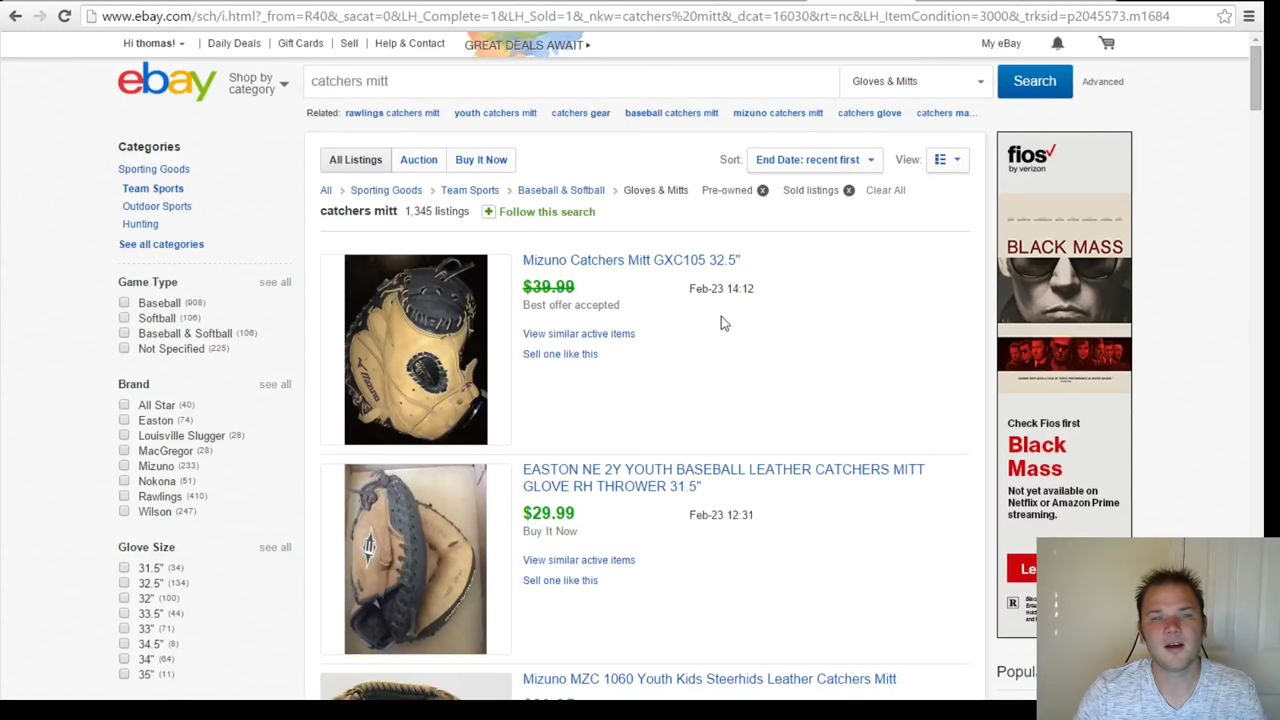 www.ebay.com/sch/i.html?_from=R40&_sacat=0&LH_Complete=1&LH_Sold=1&_nkw=catchers%20mitt&_dcat=16030&rt=nc&LH_ItemCondition=3000&_trksid=p2045573.m1684
Hi thomas!
Daily Deals
Gift Cards
Sell
Help & Contact
GREAT DEALS AWAIT
My eBay
ebay
Shop by
category
catchers mitt
Gloves & Mitts
Search
Advanced
Related: rawlings catchers mitt youth catchers mitt catchers gear baseball catchers mitt mizuno catchers mitt catchers glove catchers ma...
Categories
Sporting Goods
Team Sports
Outdoor Sports
Hunting
See all categories
Game Type see all
Baseball (908)
Softball (106)
Baseball & Softball (106)
Not Specified (225)
Brand see all
All Star (40)
Easton (74)
Louisville Slugger (28)
MacGregor (28)
Mizuno (233)
Nokona (51)
Rawlings (410)
Wilson (247)
Glove Size see all
31.5" (34)
32.5" (134)
32" (100)
33.5" (44)
33" (71)
34.5" (8)
34" (64)
35" (11)
All Listings Auction Buy It Now
Sort: End Date: recent first View:
All > Sporting Goods > Team Sports > Baseball & Softball > Gloves & Mitts Pre-owned Sold listings Clear All
catchers mitt 1,345 listings + Follow this search
Mizuno Catchers Mitt GXC105 32.5"
$39.99 Feb-23 14:12
Best offer accepted
View similar active items
Sell one like this
EASTON NE 2Y YOUTH BASEBALL LEATHER CATCHERS MITT
GLOVE RH THROWER 31.5"
$29.99 Feb-23 12:31
Buy It Now
View similar active items
Sell one like this
Mizuno MZC 1060 Youth Kids Steerhids Leather Catchers Mitt
fios
by verizon
BLACK MASS
Check Fios first
Black
Mass
Not yet available on
Netflix or Amazon Prime
streaming.
Le
R
Popul